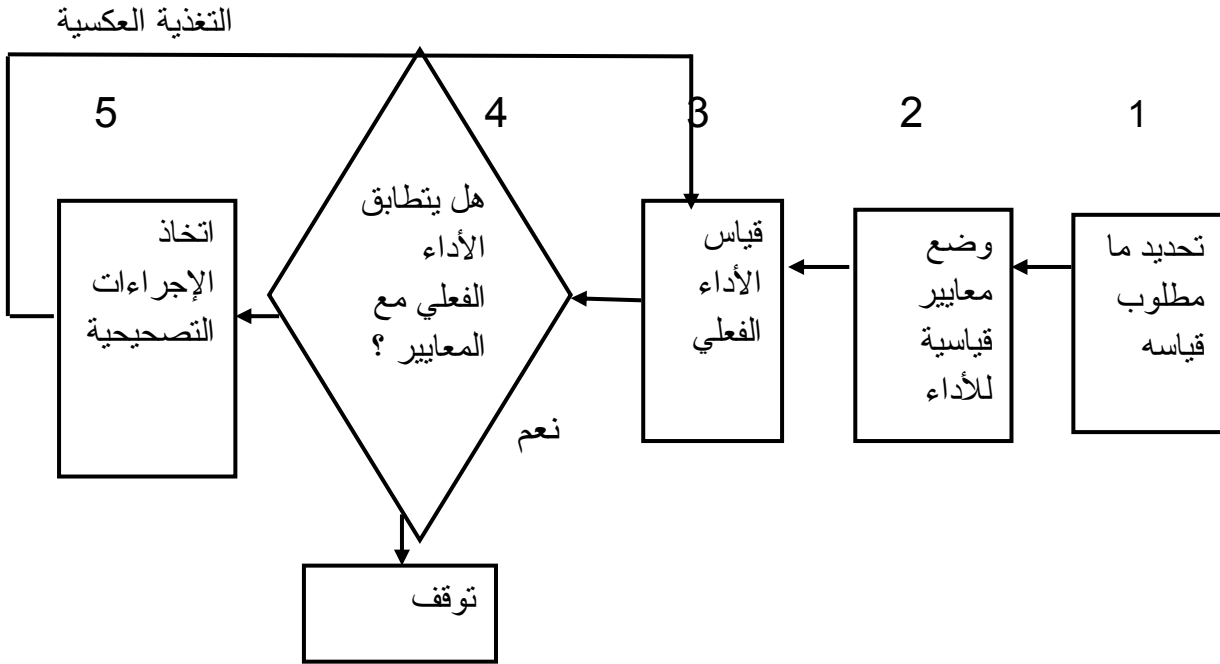 التغذية العكسية
1
2
3
4
5
تحديد ما
مطلوب
قياسه
وضع
معايير
قياسية
للأداء
قياس
الأداء
الفعلي
هل يتطابق
الأداء
الفعلي مع
المعايير ؟
اتخاذ
الإجراءات
التصحيحية
نعم
توقف